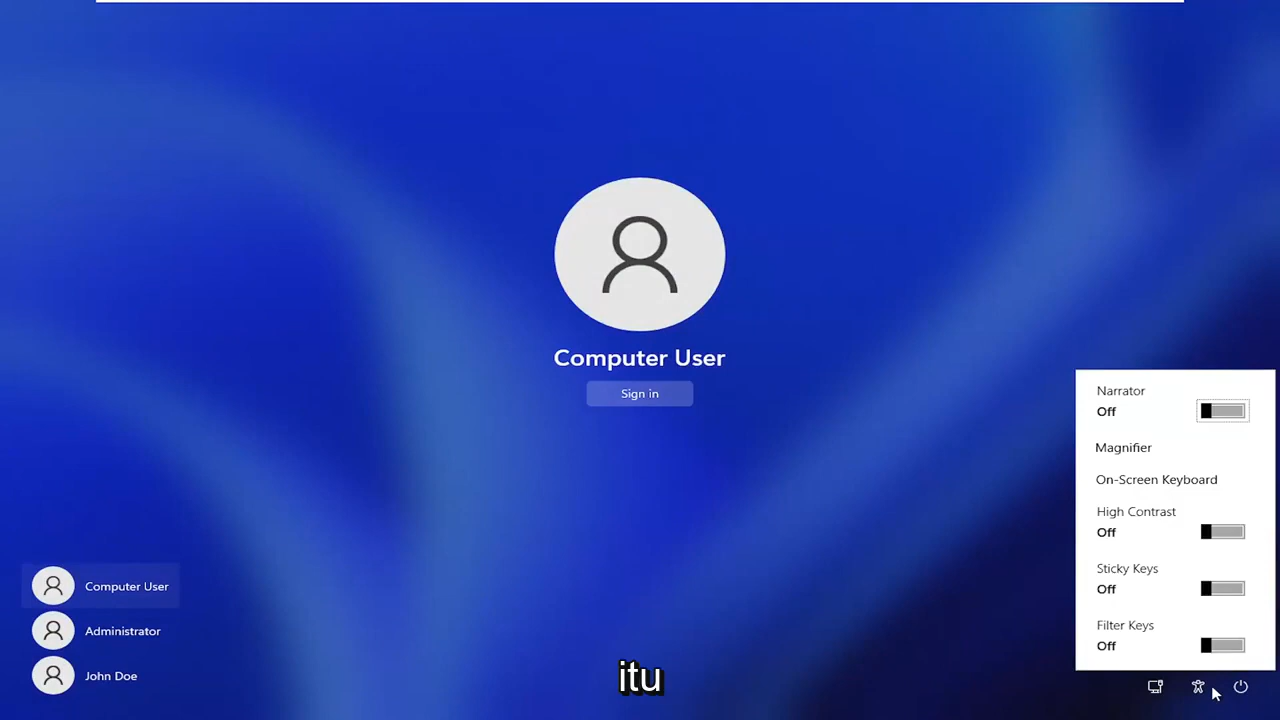 Computer User
Sign in
Narrator
Off
Magnifier
On-Screen Keyboard
High Contrast
Off
Sticky Keys
Off
Filter Keys
Off
Computer User
Administrator
John Doe
itu